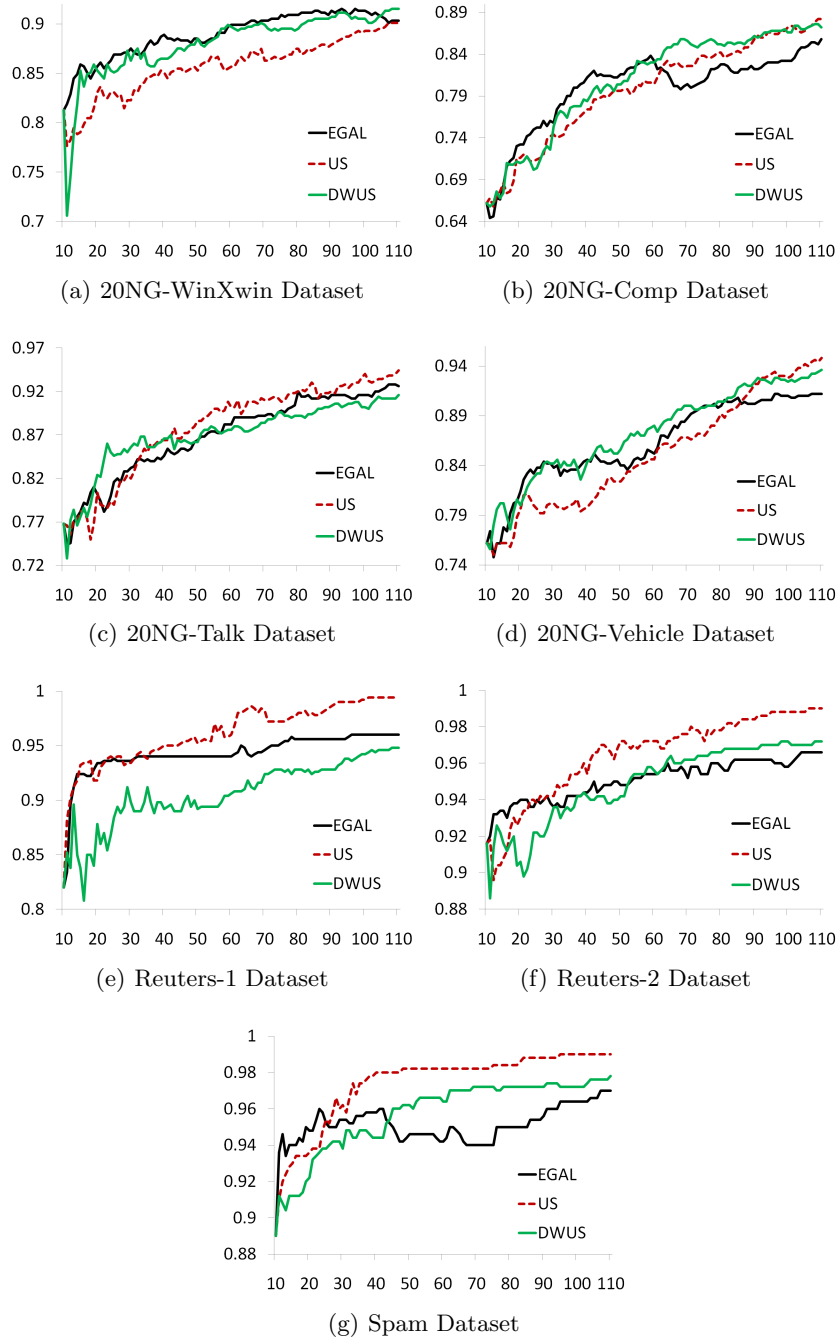 0.9
0.85
0.8
0.75
0.7
EGAL
US
DWUS
10 20 30 40 50 60 70 80 90 100 110
(a) 20NG-WinXwin Dataset
0.89
0.84
0.79
0.74
0.69
0.64
EGAL
US
DWUS
10 20 30 40 50 60 70 80 90 100 110
(b) 20NG-Comp Dataset
0.97
0.92
0.87
0.82
0.77
0.72
EGAL
US
DWUS
10 20 30 40 50 60 70 80 90 100 110
(c) 20NG-Talk Dataset
0.94
0.89
0.84
0.79
0.74
EGAL
US
DWUS
10 20 30 40 50 60 70 80 90 100 110
(d) 20NG-Vehicle Dataset
1
0.95
0.9
0.85
0.8
EGAL
US
DWUS
10 20 30 40 50 60 70 80 90 100 110
(e) Reuters-1 Dataset
1
0.98
0.96
0.94
0.92
0.9
0.88
EGAL
US
DWUS
10 20 30 40 50 60 70 80 90 100 110
(f) Reuters-2 Dataset
1
0.98
0.96
0.94
0.92
0.9
0.88
EGAL
US
DWUS
10 20 30 40 50 60 70 80 90 100 110
(g) Spam Dataset